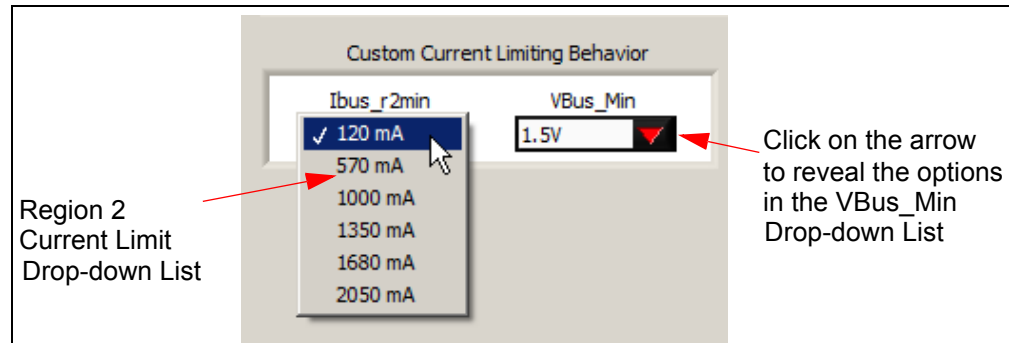 Custom Current Limiting Behavior
Ibus_r2min
VBus_Min
✓ 120 mA
1.5V
570 mA
1000 mA
1350 mA
1680 mA
2050 mA
Region 2
Current Limit
Drop-down List
Click on the arrow
to reveal the options
in the VBus_Min
Drop-down List